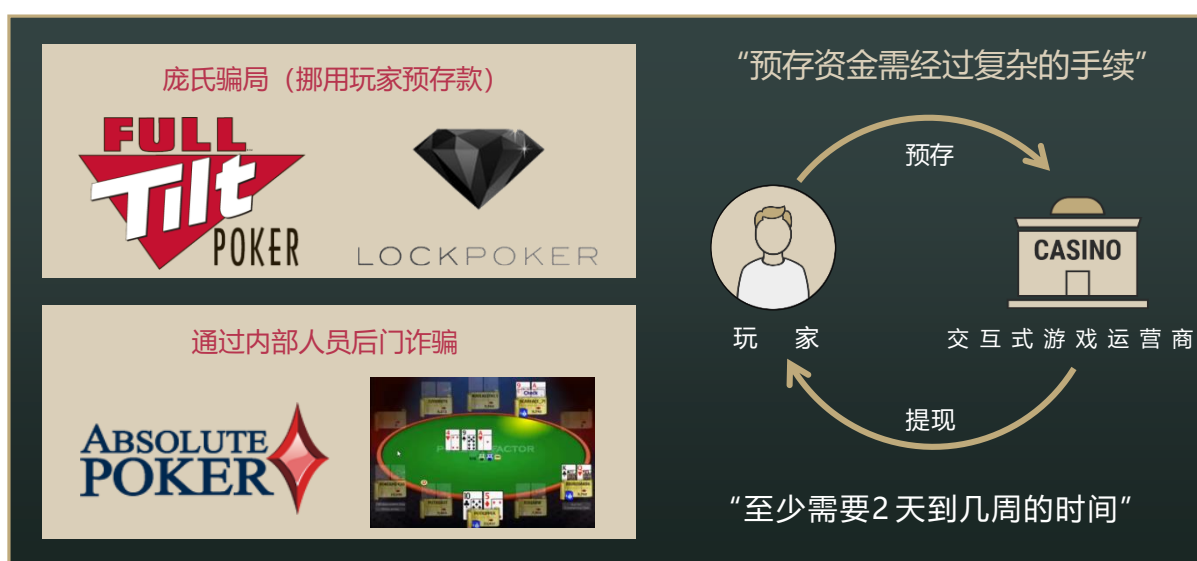 庞氏骗局（挪用玩家预存款）
FULL
Tilt
POKER
LOCKPOKER
通过内部人员后门诈骗
ABSOLUTE
POKER
“预存资金需经过复杂的手续”
预存
CASINO
玩 家
交互式游戏运营商
提现
“至少需要2天到几周的时间”